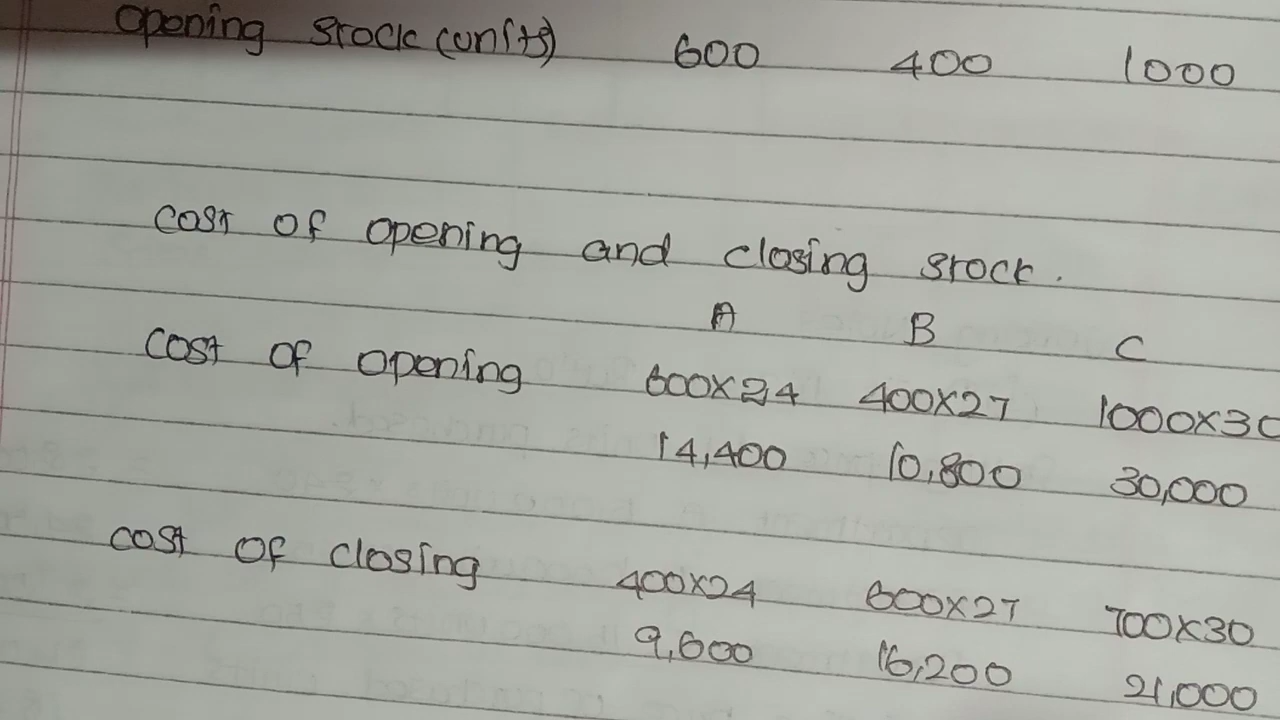 opening stock (units) 600 400 1000
cost of opening and closing stock.
A B C
cost of opening 600x24 400x27 1000x30
14,400 10,800 30,000
cost of closing 400x24 600x27 700x30
9,600 16,200 21,000